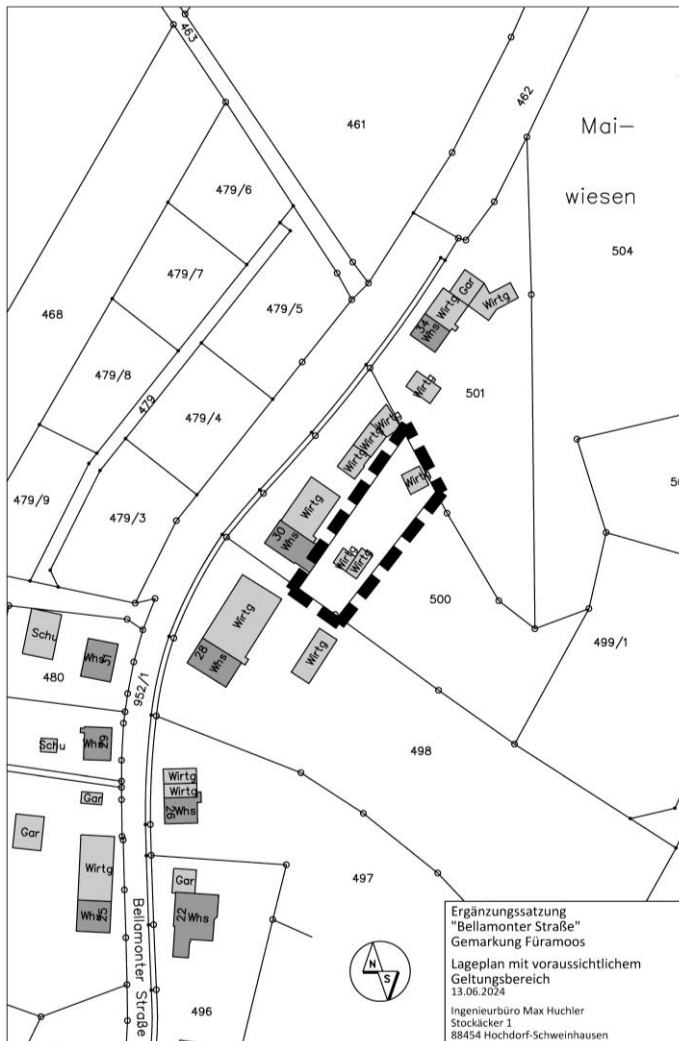 463
462
461
Mai-
wiesen
504
479/6
479/7
479/5
468
479/8
479
479/4
479/9
479/3
Gar
Wirtg
Wirtg
34
Whs
Wirtg
501
Wirtg
Wirtg
Wirtg
Wirtg
Wirtg
30
Whs
Wirtg
Wirtg
500
499/1
Schu
Whs
31
480
952/1
Wirtg
28
Whs
Wirtg
498
Schu
Whs
29
Gar
Wirtg
Wirtg
26
Whs
Gar
Wirtg
Whs
25
Gar
22
Whs
497
Bellamonter Straße
496
N
S
Ergänzungssatzung
"Bellamonter Straße"
Gemarkung Füramoos
Lageplan mit voraussichtlichem
Geltungsbereich
13.06.2024
Ingenieurbüro Max Huchler
Stockäcker 1
88454 Hochdorf-Schweinhausen